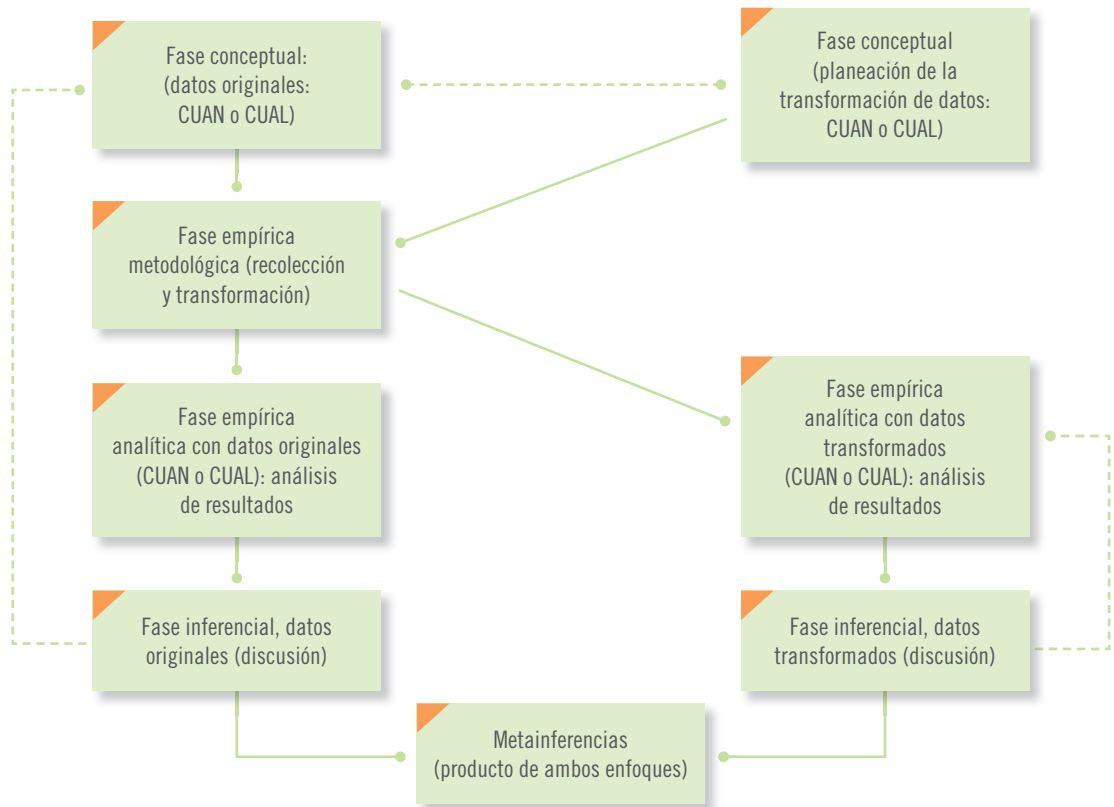 Fase conceptual:
(datos originales:
CUAN o CUAL)
Fase conceptual
(planeación de la
transformación de datos:
CUAN o CUAL)
Fase empírica
metodológica (recolección
y transformación)
Fase empírica
analítica con datos originales
(CUAN o CUAL): análisis
de resultados
Fase empírica
analítica con datos
transformados
(CUAN o CUAL): análisis
de resultados
Fase inferencial, datos
originales (discusión)
Fase inferencial, datos
transformados (discusión)
Metainferencias
(producto de ambos enfoques)